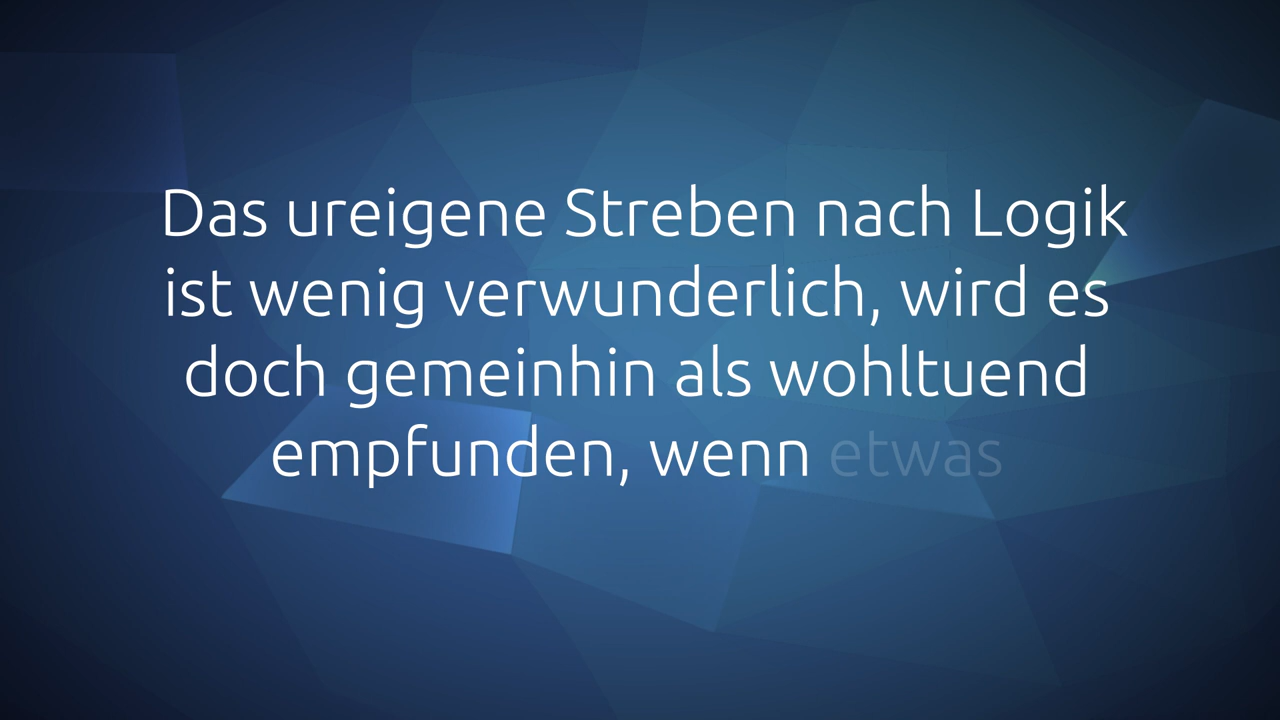 Das ureigene Streben nach Logik
ist wenig verwunderlich, wird es
doch gemeinhin als wohltuend
empfunden, wenn etwas